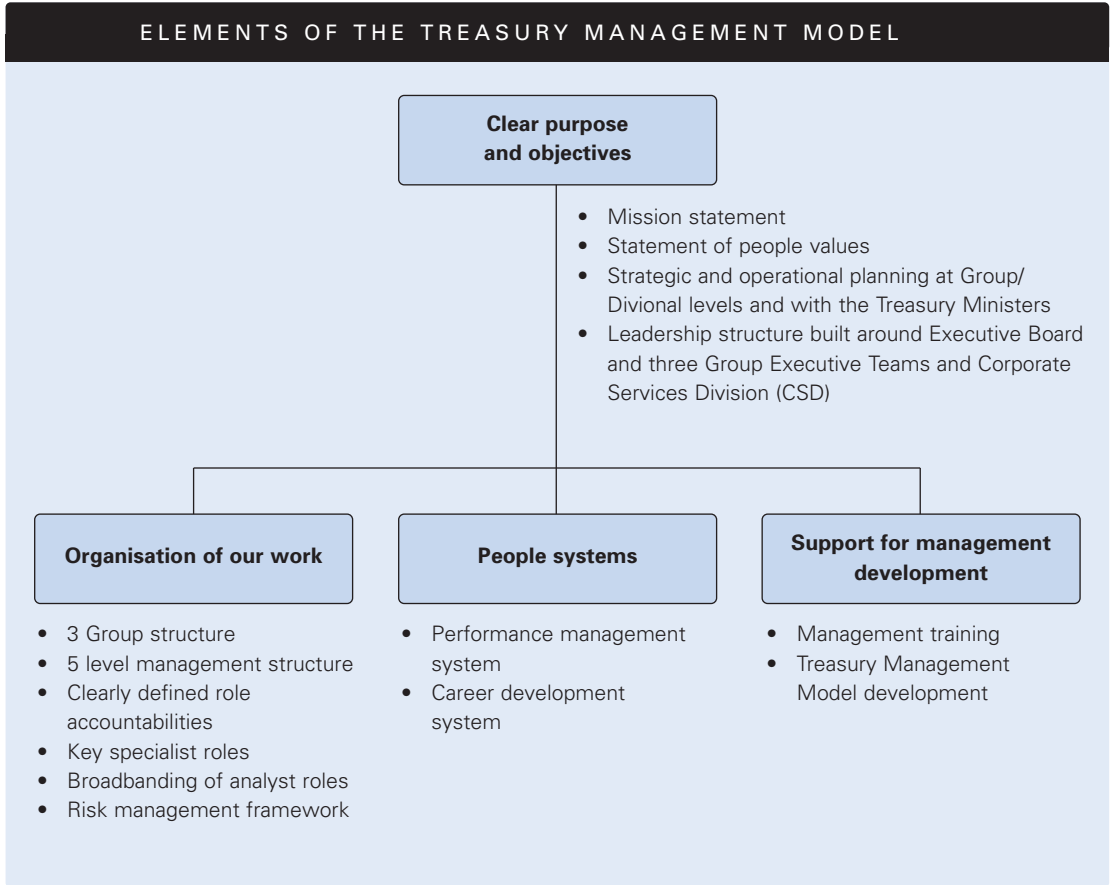 ELEMENTS OF THE TREASURY MANAGEMENT MODEL
Clear purpose
and objectives
• Mission statement
• Statement of people values
• Strategic and operational planning at Group/
Divional levels and with the Treasury Ministers
• Leadership structure built around Executive Board
and three Group Executive Teams and Corporate
Services Division (CSD)
Organisation of our work
• 3 Group structure
• 5 level management structure
• Clearly defined role
accountabilities
• Key specialist roles
• Broadbanding of analyst roles
• Risk management framework
People systems
• Performance management
system
• Career development
system
Support for management
development
• Management training
• Treasury Management
Model development